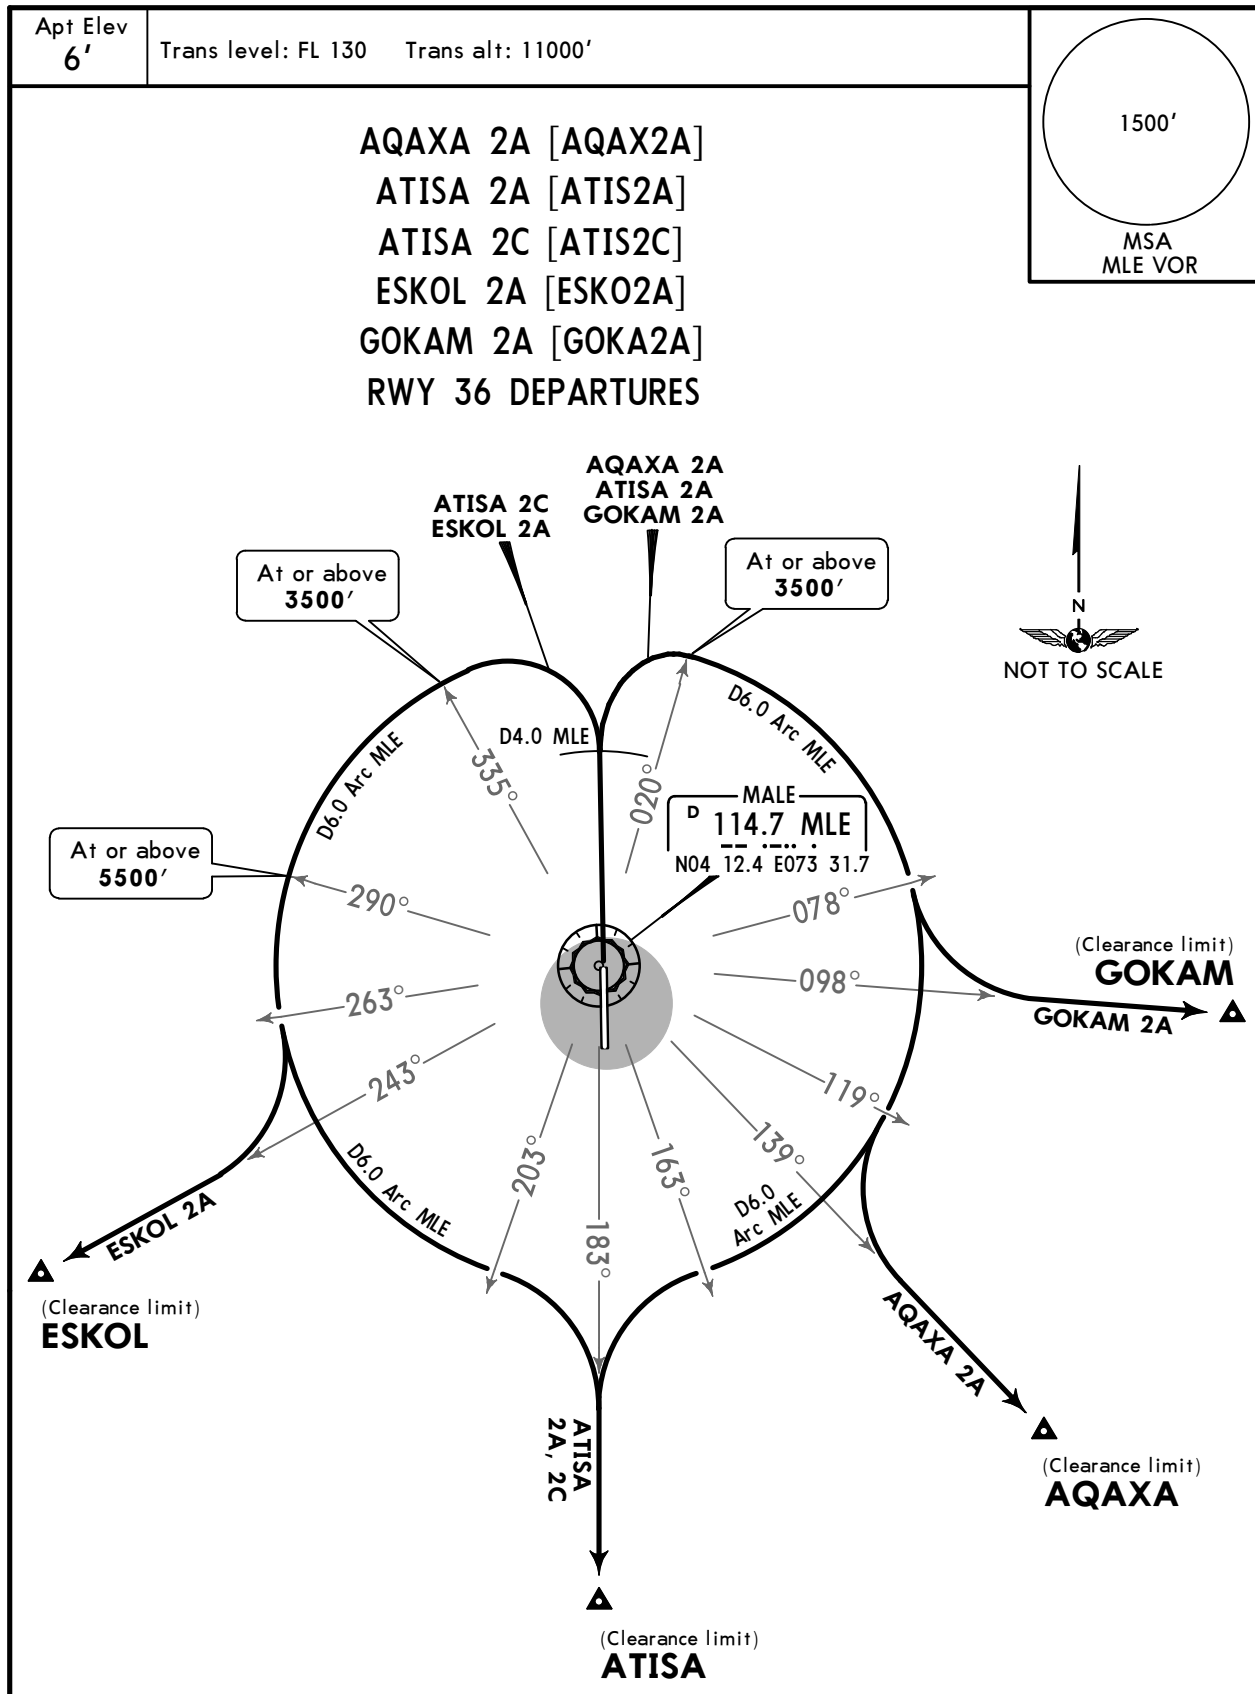 Apt Elev
6'
Trans level: FL 130 Trans alt: 11000'
1500'
MSA
MLE VOR
AQAXA 2A [AQAX2A]
ATISA 2A [ATIS2A]
ATISA 2C [ATIS2C]
ESKOL 2A [ESKO2A]
GOKAM 2A [GOKA2A]
RWY 36 DEPARTURES
ATISA 2C
ESKOL 2A
AQAXA 2A
ATISA 2A
GOKAM 2A
At or above
3500'
At or above
3500'
N
NOT TO SCALE
D6.0 Arc MLE
D4.0 MLE
D6.0 Arc MLE
335°
020°
MALE
D 114.7 MLE
N04 12.4 E073 31.7
At or above
5500'
290°
078°
263°
098°
(Clearance limit)
GOKAM
GOKAM 2A
243°
119°
203°
163°
139°
183°
D6.0 Arc MLE
D6.0
Arc MLE
ESKOL 2A
(Clearance limit)
ESKOL
AQAXA 2A
ATISA
2A, 2C
(Clearance limit)
AQAXA
(Clearance limit)
ATISA